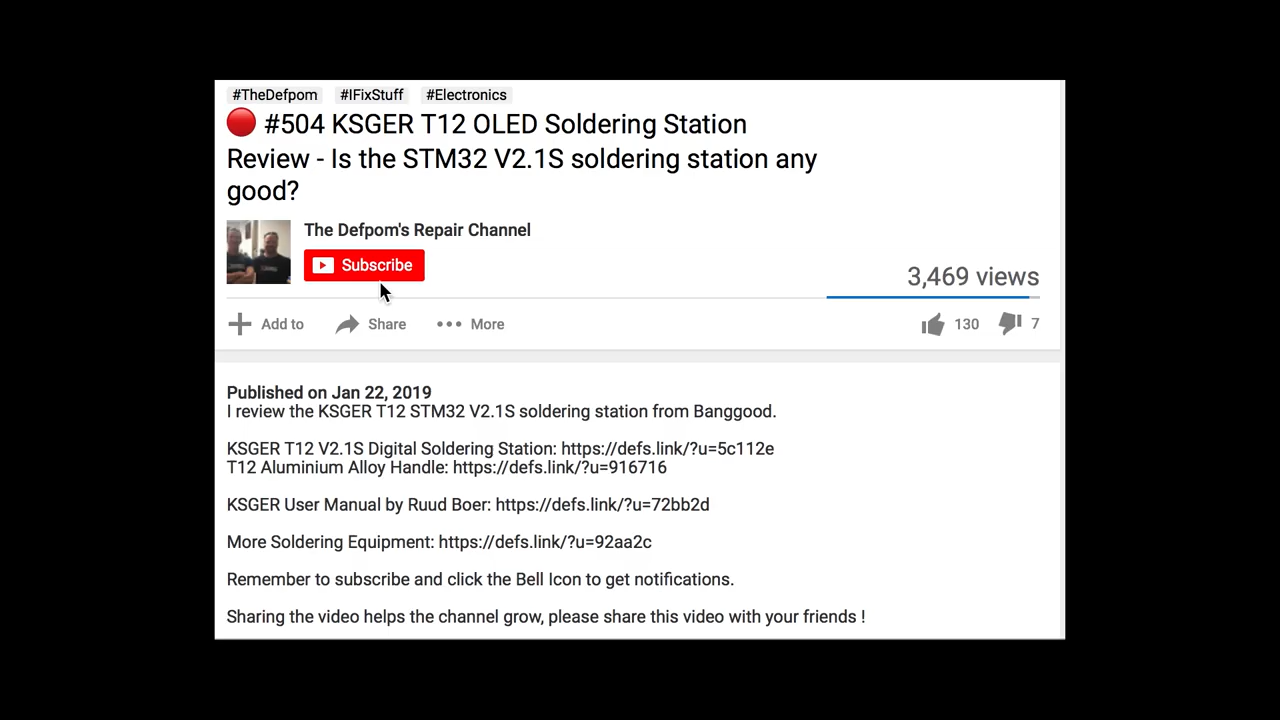 #TheDefpom #IFixStuff #Electronics
#504 KSGER T12 OLED Soldering Station
Review - Is the STM32 V2.1S soldering station any
good?
The Defpom's Repair Channel
Subscribe
3,469 views
Add to Share More 130 7
Published on Jan 22, 2019
I review the KSGER T12 STM32 V2.1S soldering station from Banggood.
KSGER T12 V2.1S Digital Soldering Station: https://defs.link/?u=5c112e
T12 Aluminium Alloy Handle: https://defs.link/?u=916716
KSGER User Manual by Ruud Boer: https://defs.link/?u=72bb2d
More Soldering Equipment: https://defs.link/?u=92aa2c
Remember to subscribe and click the Bell Icon to get notifications.
Sharing the video helps the channel grow, please share this video with your friends !